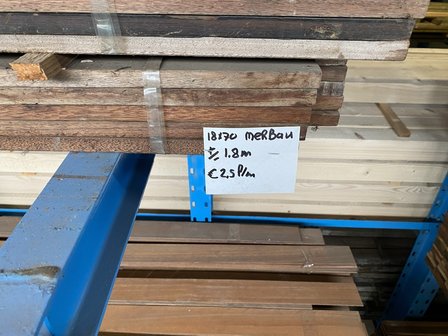 18x70 MERBAU
+/- 1.8m
€ 2,5 P/m